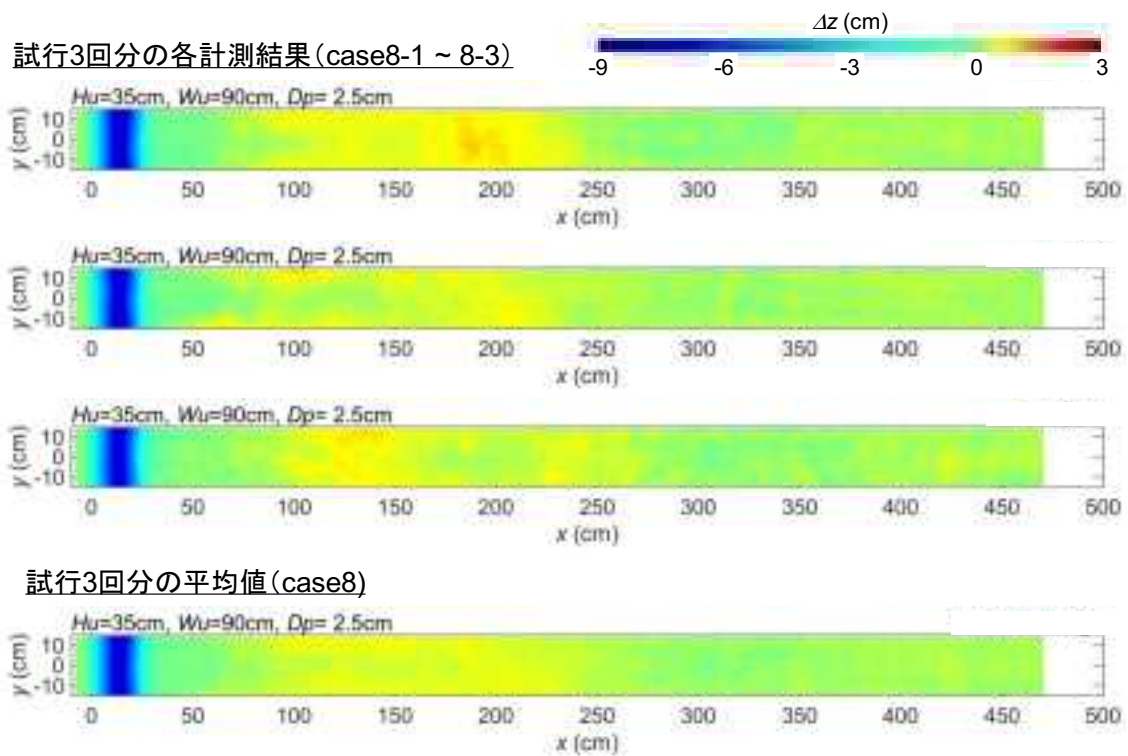 Δz (cm)
試行3回分の各計測結果（case8-1 ~ 8-3）
-9 -6 -3 0 3
Hu=35cm, Wu=90cm, Dp= 2.5cm
y (cm)
10
0
-10
0 50 100 150 200 250 300 350 400 450 500
x (cm)
Hu=35cm, Wu=90cm, Dp= 2.5cm
y (cm)
10
0
-10
0 50 100 150 200 250 300 350 400 450 500
x (cm)
Hu=35cm, Wu=90cm, Dp= 2.5cm
y (cm)
10
0
-10
0 50 100 150 200 250 300 350 400 450 500
x (cm)
試行3回分の平均値（case8)
Hu=35cm, Wu=90cm, Dp= 2.5cm
y (cm)
10
0
-10
0 50 100 150 200 250 300 350 400 450 500
x (cm)